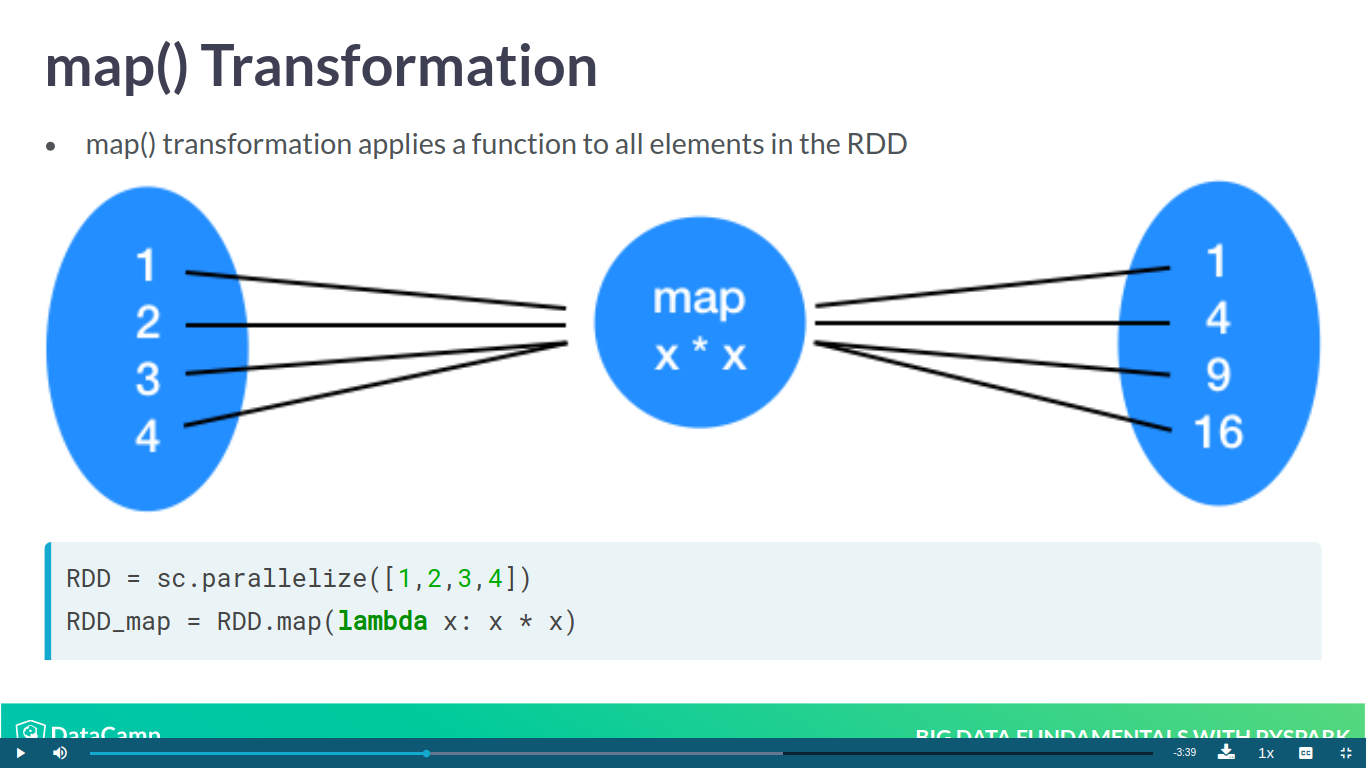 map() Transformation
• map() transformation applies a function to all elements in the RDD
1
2
3
4
map
x * x
1
4
9
16
RDD = sc.parallelize([1,2,3,4])
RDD_map = RDD.map(lambda x: x * x)
DataCamp
BIG DATA FUNDAMENTALS WITH PYSPARK
-3:39
1x
CC